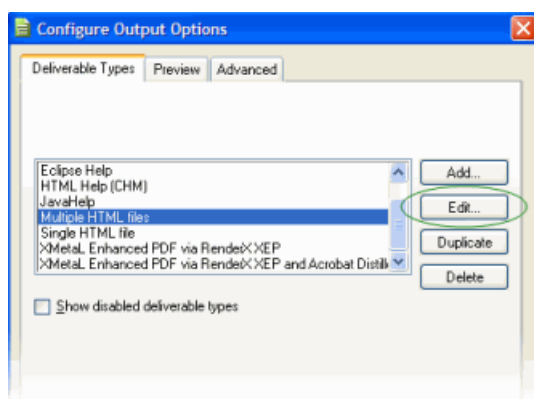 Configure Output Options
Deliverable Types Preview Advanced
Eclipse Help
HTML Help (CHM)
JavaHelp
Multiple HTML files
Single HTML file
XMetaL Enhanced PDF via RenderX XEP
XMetaL Enhanced PDF via RenderX XEP and Acrobat Distill
Add...
Edit...
Duplicate
Delete
Show disabled deliverable types